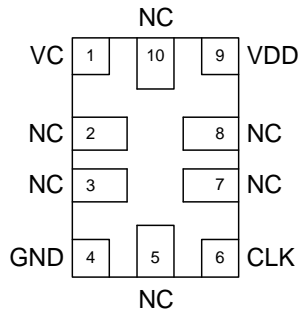 NC
VC 1 10 9 VDD
NC 2 8 NC
NC 3 7 NC
GND 4 5 6 CLK
NC